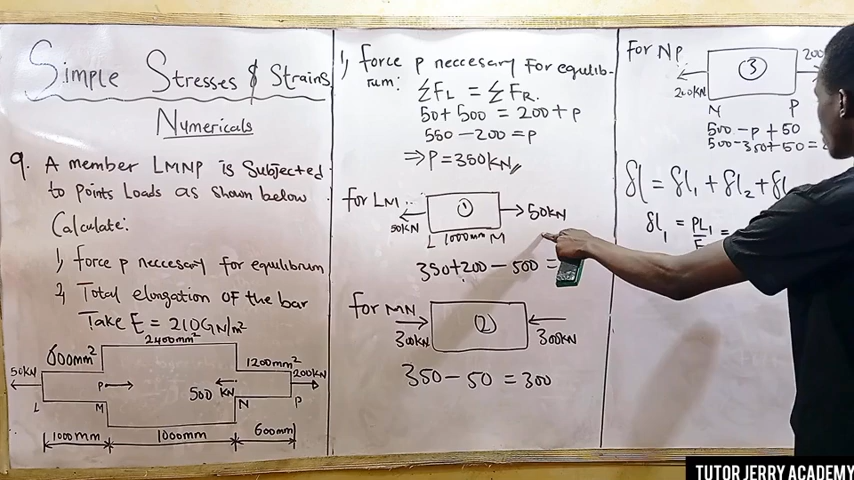 Simple Stresses & Strains
Numericals
9. A member LMNP is subjected
to points Loads as shown below
Calculate:
1, force p neccesary for equlibrum
2, Total elongation of the bar
Take E = 210GN/m²
2400mm²
600mm²
1200mm²
50KN
P
500 KN
200KN
L
M
N
P
1000mm
1000mm
600mm
1, force p neccesary for equlib-
rum:
∑FL = ∑FR.
50 + 500 = 200 + P
550 - 200 = P
⇒ P = 350KN
for LM
1
50KN
50KN
L 1000mm M
350+200 - 500 =
for MN
2
300KN
300KN
350 - 50 = 300
for NP
3
200
200KN
N
P
500 - P + 50
500 - 350 + 50 =
δl = δl₁ + δl₂ + δl
δl₁ = PL₁
=
TUTOR JERRY ACADEMY